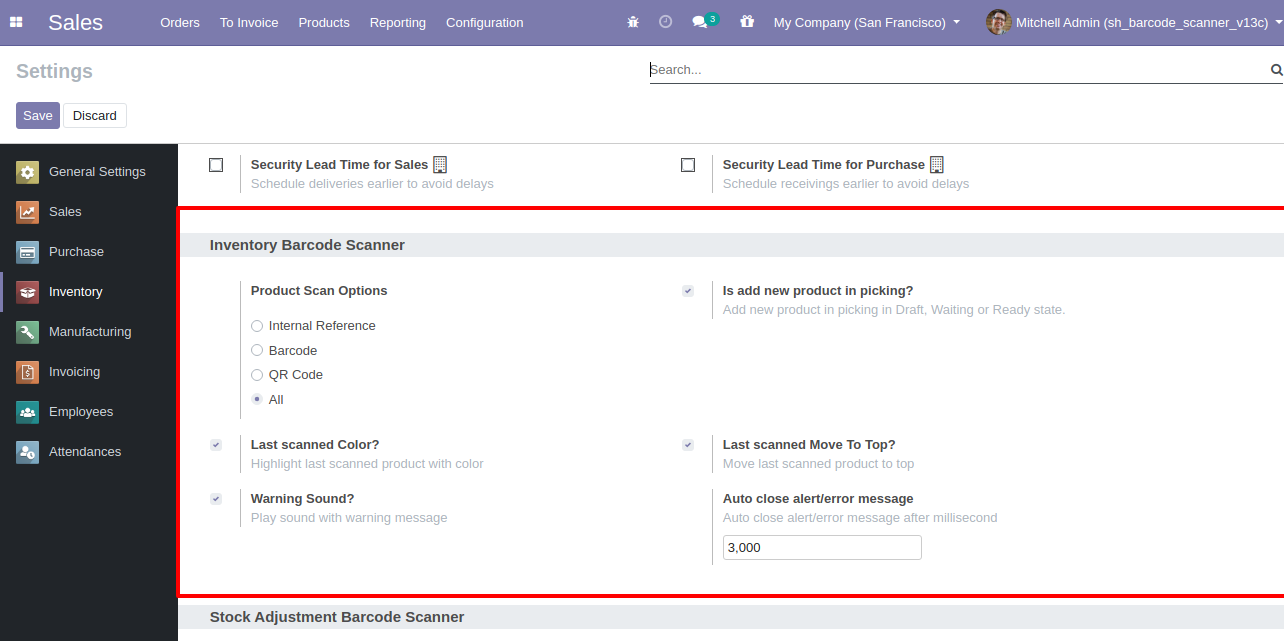 Sales Orders To Invoice Products Reporting Configuration 3 My Company (San Francisco) Mitchell Admin (sh_barcode_scanner_v13c)
Settings Search...
Save Discard
General Settings
Sales
Purchase
Inventory
Manufacturing
Invoicing
Employees
Attendances
Security Lead Time for Sales Security Lead Time for Purchase
Schedule deliveries earlier to avoid delays Schedule receivings earlier to avoid delays
Inventory Barcode Scanner
Product Scan Options Is add new product in picking?
Add new product in picking in Draft, Waiting or Ready state.
Internal Reference
Barcode
QR Code
All
Last scanned Color? Last scanned Move To Top?
Highlight last scanned product with color Move last scanned product to top
Warning Sound? Auto close alert/error message
Play sound with warning message Auto close alert/error message after millisecond
3,000
Stock Adjustment Barcode Scanner